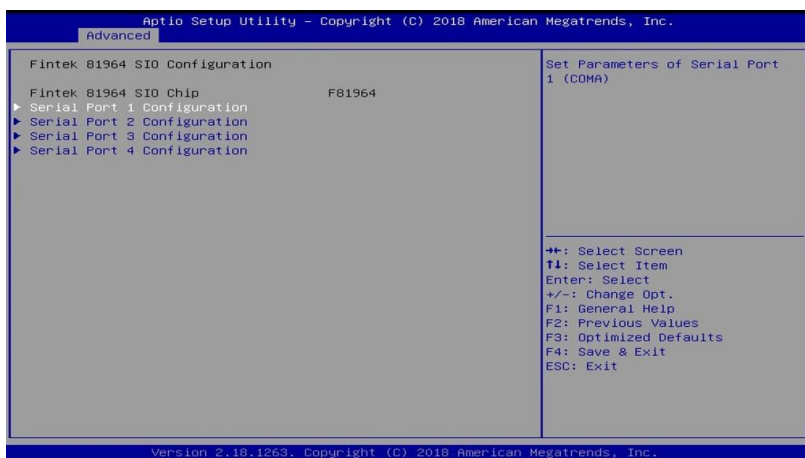 Aptio Setup Utility – Copyright (C) 2018 American Megatrends, Inc.
Advanced
Fintek 81964 SIO Configuration
Fintek 81964 SIO Chip F81964
▶ Serial Port 1 Configuration
▶ Serial Port 2 Configuration
▶ Serial Port 3 Configuration
▶ Serial Port 4 Configuration
Set Parameters of Serial Port
1 (COMA)
→←: Select Screen
↑↓: Select Item
Enter: Select
+/-: Change Opt.
F1: General Help
F2: Previous Values
F3: Optimized Defaults
F4: Save & Exit
ESC: Exit
Version 2.18.1263. Copyright (C) 2018 American Megatrends, Inc.